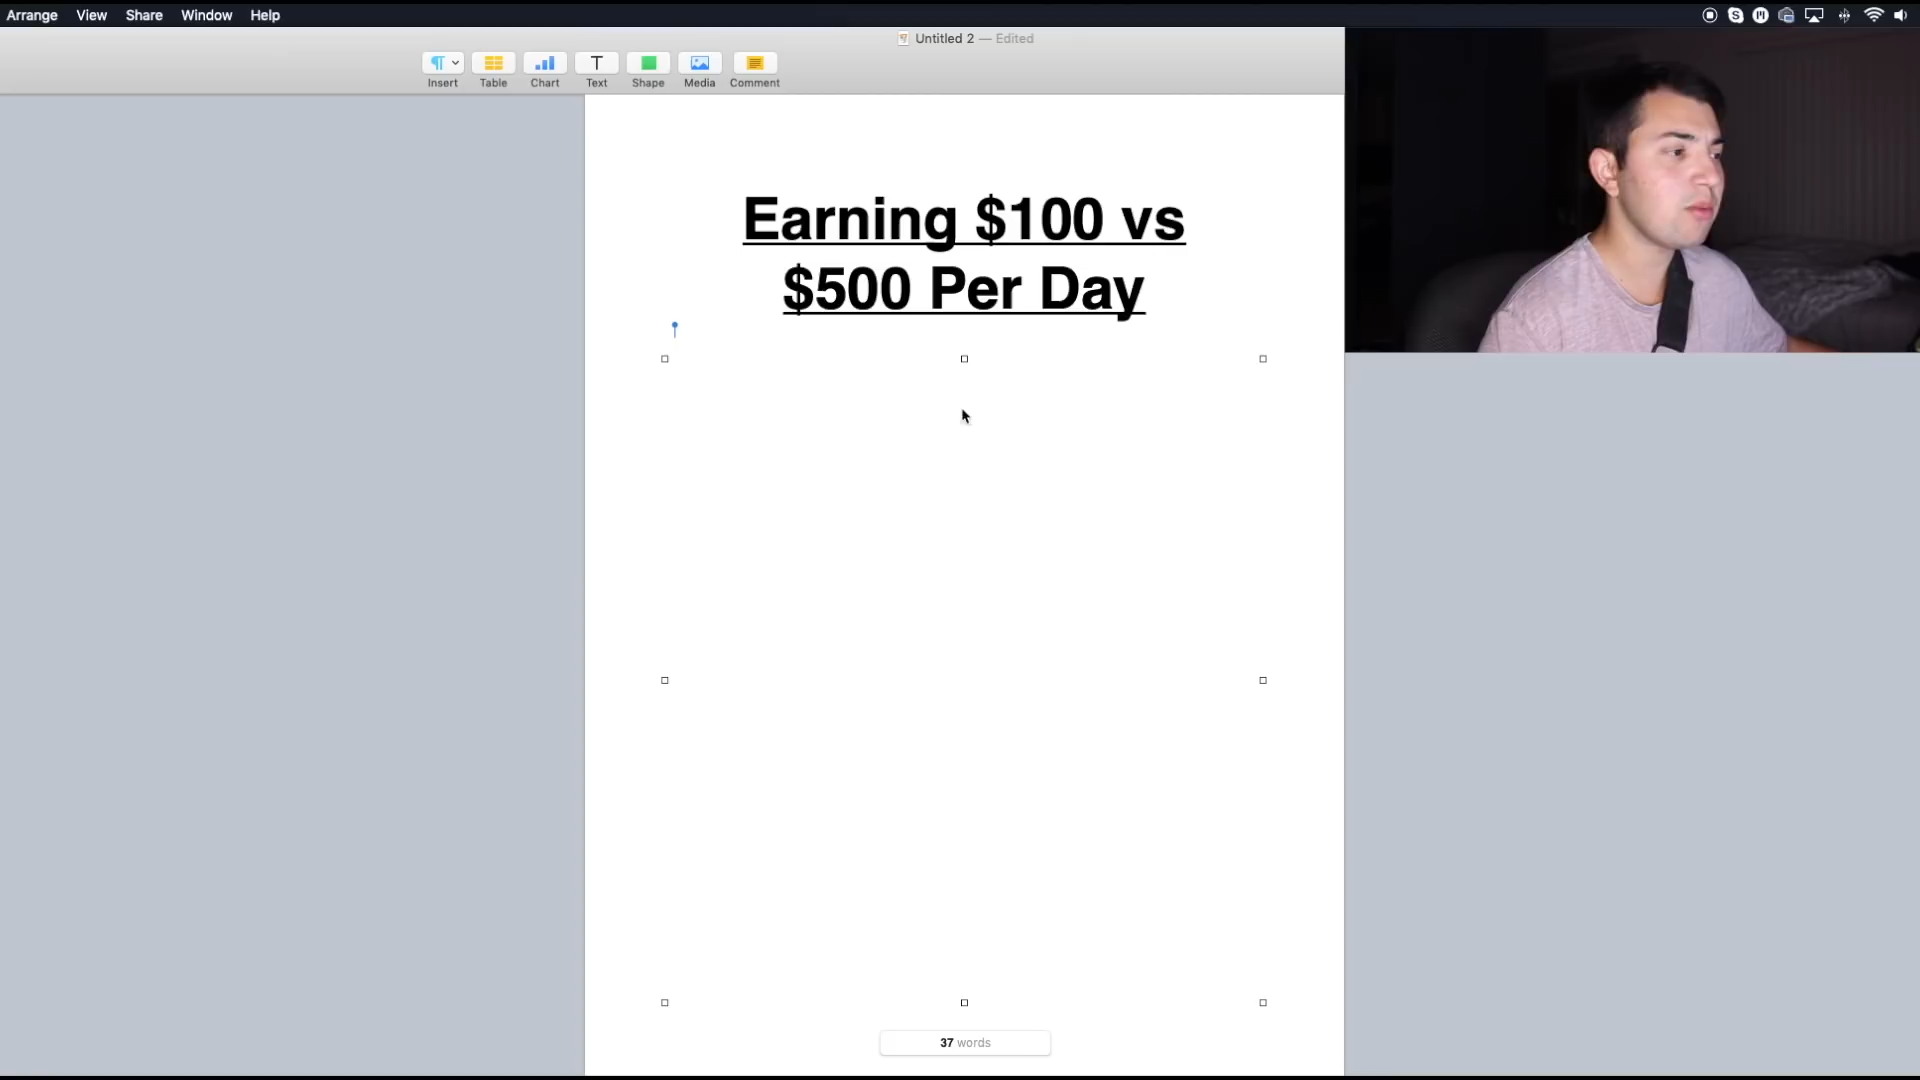 Arrange View Share Window Help
Untitled 2 — Edited
Insert Table Chart Text Shape Media Comment
Earning $100 vs
$500 Per Day
37 words